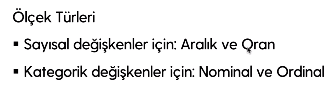 Ölçek Türleri
▪ Sayısal değişkenler için: Aralık ve Oran
▪ Kategorik değişkenler için: Nominal ve Ordinal